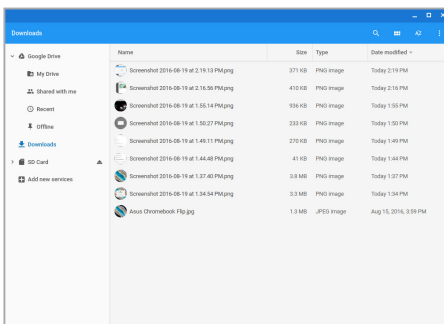 Downloads
Google Drive
My Drive
Shared with me
Recent
Offline
Downloads
SD Card
Add new services
Name Size Type Date modified
Screenshot 2016-08-19 at 2.19.13 PM.png 371 KB PNG image Today 2:19 PM
Screenshot 2016-08-19 at 2.16.56 PM.png 410 KB PNG image Today 2:16 PM
Screenshot 2016-08-19 at 1.55.14 PM.png 936 KB PNG image Today 1:55 PM
Screenshot 2016-08-19 at 1.50.27 PM.png 233 KB PNG image Today 1:50 PM
Screenshot 2016-08-19 at 1.49.11 PM.png 270 KB PNG image Today 1:49 PM
Screenshot 2016-08-19 at 1.44.48 PM.png 41 KB PNG image Today 1:44 PM
Screenshot 2016-08-19 at 1.37.40 PM.png 3.8 MB PNG image Today 1:37 PM
Screenshot 2016-08-19 at 1.34.54 PM.png 3.3 MB PNG image Today 1:34 PM
Asus Chromebook Flip.jpg 1.3 MB JPEG image Aug 15, 2016, 3:59 PM